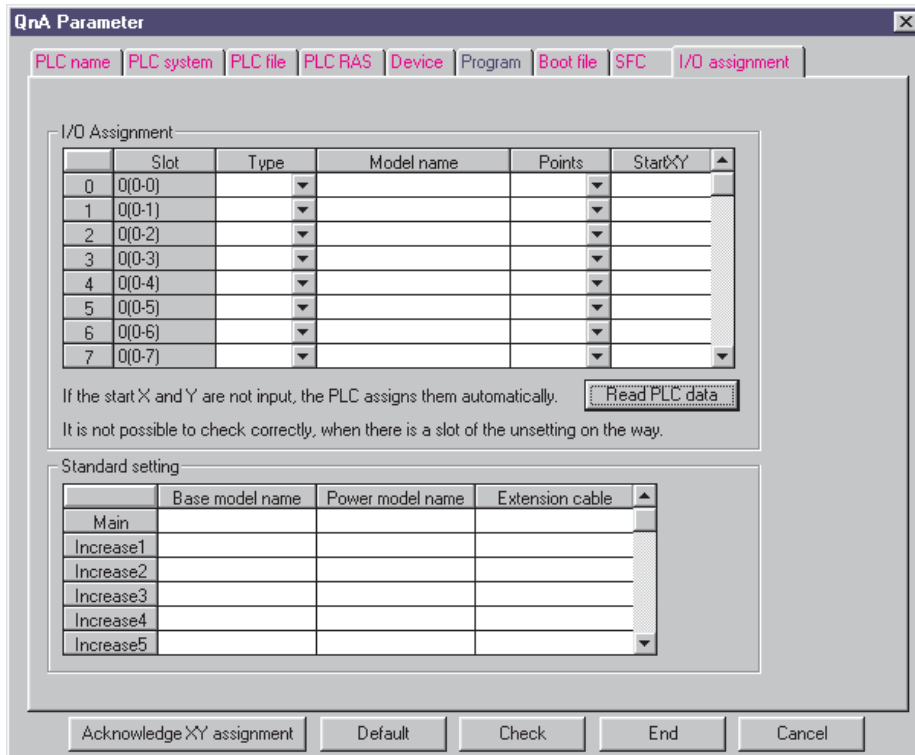 QnA Parameter
PLC name PLC system PLC file PLC RAS Device Program Boot file SFC I/O assignment
I/O Assignment
Slot Type Model name Points StartXY
0 0(0-0)
1 0(0-1)
2 0(0-2)
3 0(0-3)
4 0(0-4)
5 0(0-5)
6 0(0-6)
7 0(0-7)
If the start X and Y are not input, the PLC assigns them automatically. Read PLC data
It is not possible to check correctly, when there is a slot of the unsetting on the way.
Standard setting
Base model name Power model name Extension cable
Main
Increase1
Increase2
Increase3
Increase4
Increase5
Acknowledge XY assignment Default Check End Cancel